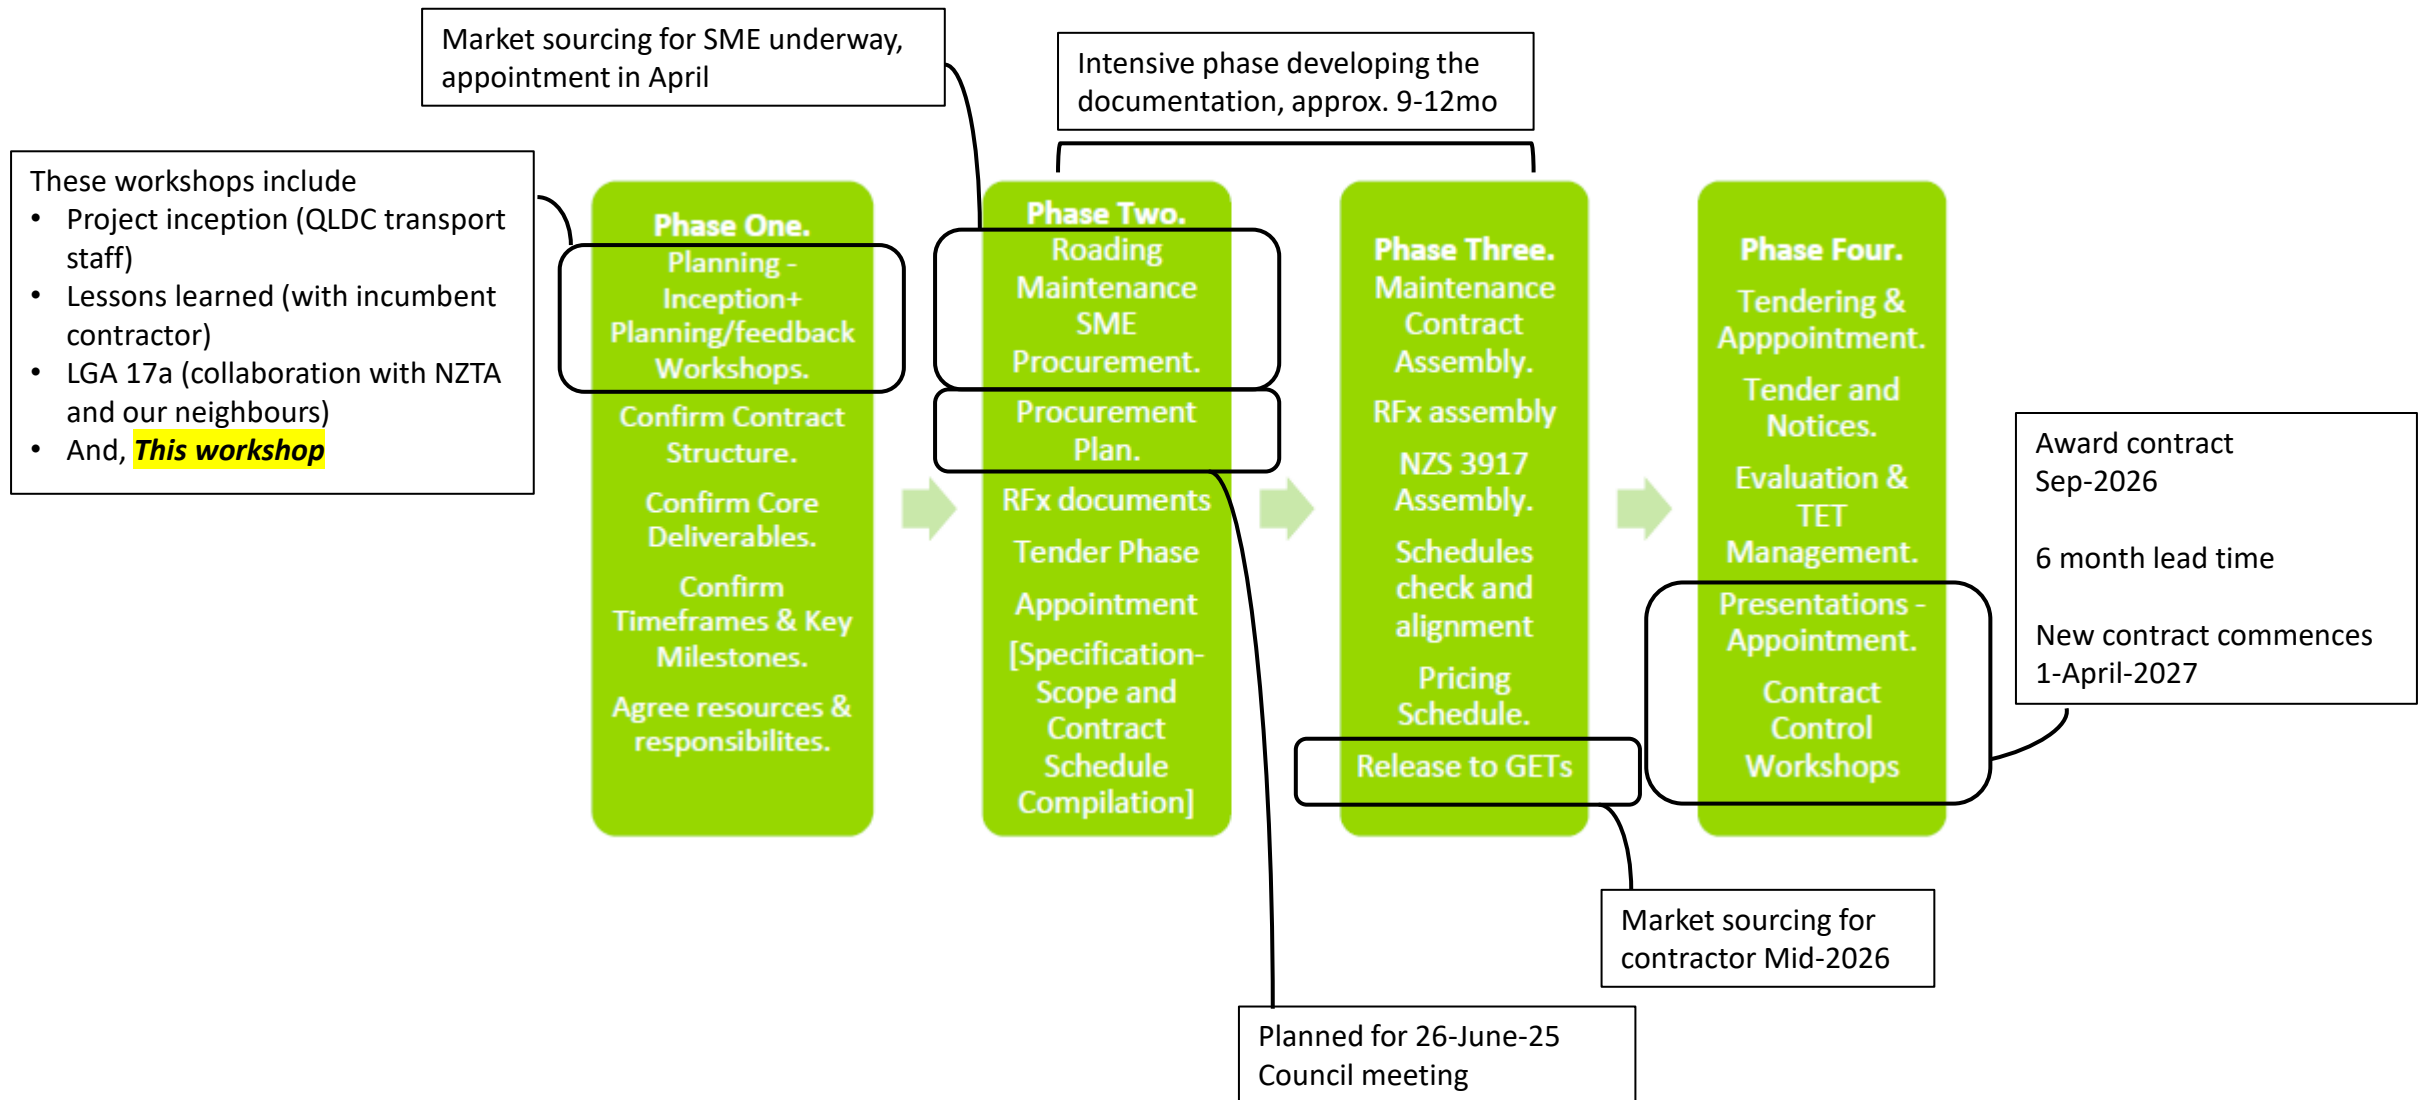 Market sourcing for SME underway,
appointment in April
Intensive phase developing the
documentation, approx. 9-12mo
These workshops include
• Project inception (QLDC transport
staff)
• Lessons learned (with incumbent
contractor)
• LGA 17a (collaboration with NZTA
and our neighbours)
• And, This workshop
Phase One.
Planning -
Inception+
Planning/feedback
Workshops.
Confirm Contract
Structure.
Confirm Core
Deliverables.
Confirm
Timeframes & Key
Milestones.
Agree resources &
responsibilites.
Phase Two.
Roading
Maintenance
SME
Procurement.
Procurement
Plan.
RFx documents
Tender Phase
Appointment
[Specification-
Scope and
Contract
Schedule
Compilation]
Phase Three.
Maintenance
Contract
Assembly.
RFx assembly
NZS 3917
Assembly.
Schedules
check and
alignment
Pricing
Schedule.
Release to GETs
Phase Four.
Tendering &
Apppointment.
Tender and
Notices.
Evaluation &
TET
Management.
Presentations -
Appointment.
Contract
Control
Workshops
Award contract
Sep-2026
6 month lead time
New contract commences
1-April-2027
Market sourcing for
contractor Mid-2026
Planned for 26-June-25
Council meeting